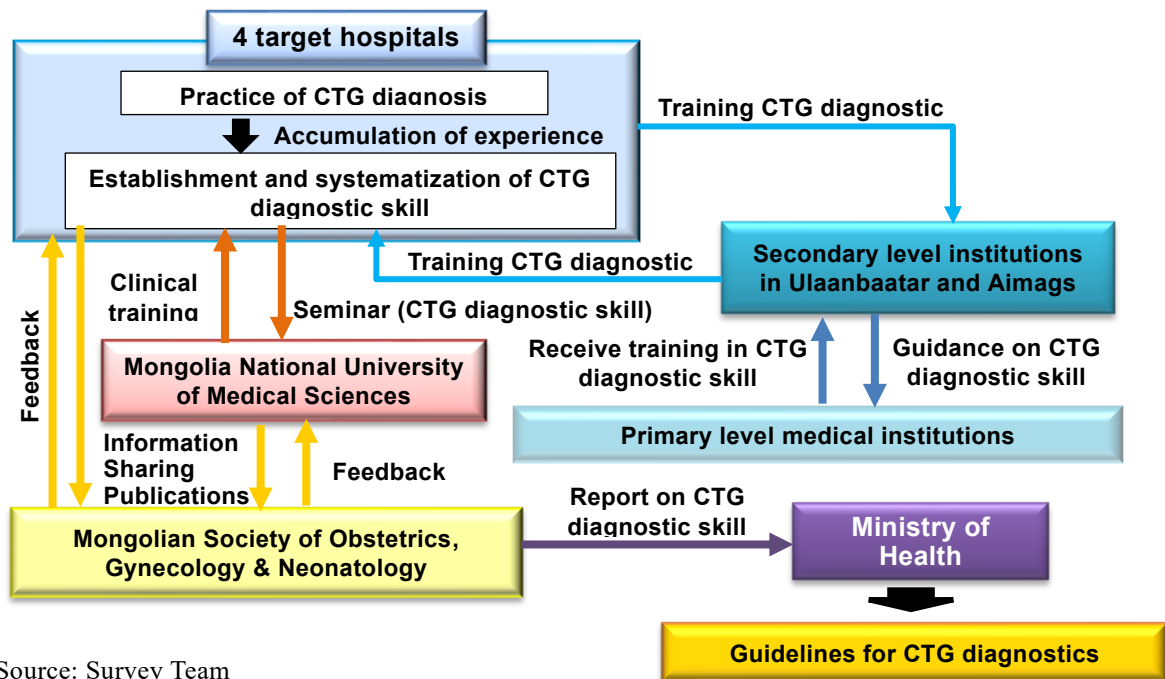 4 target hospitals
Practice of CTG diagnosis
Accumulation of experience
Establishment and systematization of CTG
diagnostic skill
Training CTG diagnostic
Training CTG diagnostic
Secondary level institutions
in Ulaanbaatar and Aimags
Clinical
training
Seminar (CTG diagnostic skill)
Feedback
Mongolia National University
of Medical Sciences
Receive training in CTG
diagnostic skill
Guidance on CTG
diagnostic skill
Primary level medical institutions
Information
Sharing
Publications
Feedback
Report on CTG
diagnostic skill
Mongolian Society of Obstetrics,
Gynecology & Neonatology
Ministry of
Health
Guidelines for CTG diagnostics
Source: Survey Team